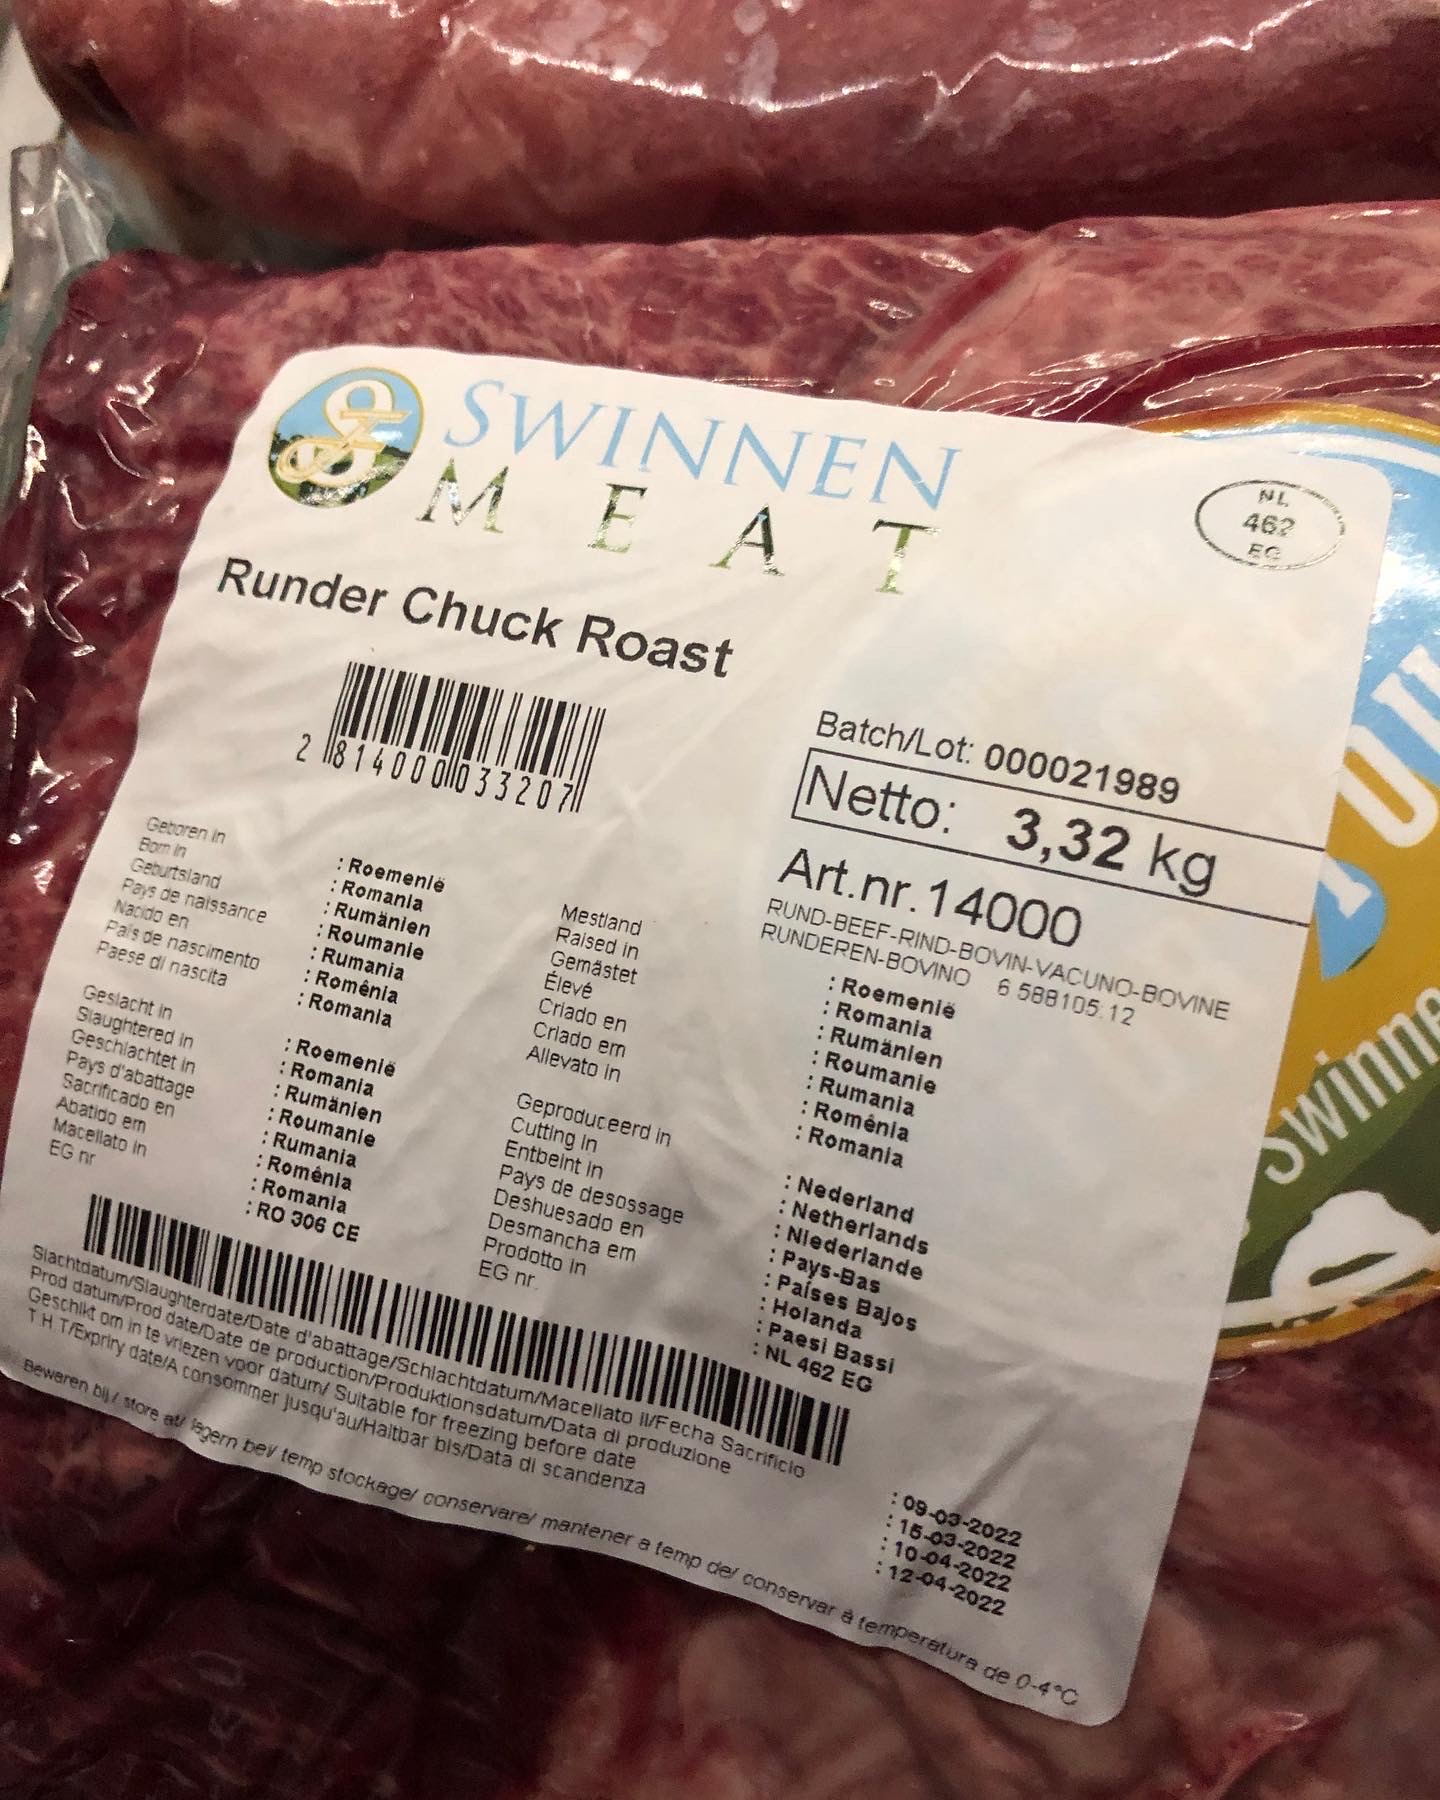 SWINNEN
MEAT
NL
462
EG
Runder Chuck Roast
2 814000 033207
Batch/Lot: 000021989
Netto: 3,32 kg
Art.nr.14000
RUND-BEEF-RIND-BOVIN-VACUNO-BOVINE
RUNDEREN-BOVINO 6 588105.12
Geboren in : Roemenië
Born in : Romania
Geburtsland : Rumänien
Pays de naissance : Roumanie
Nacido en : Rumania
Pais de nascimento : Romênia
Paese di nascita : Romania
Mestland : Roemenië
Raised in : Romania
Gemästet : Rumänien
Élevé : Roumanie
Criado en : Rumania
Criado em : Romênia
Allevato in : Romania
Geslacht in : Roemenië
Slaughtered in : Romania
Geschlachtet in : Rumänien
Pays d'abattage : Roumanie
Sacrificado en : Rumania
Abatido em : Romênia
Macellato in : Romania
EG nr : RO 306 CE
Geproduceerd in : Nederland
Cutting in : Netherlands
Entbeint in : Niederlande
Pays de desossage : Pays-Bas
Deshuesado en : Países Bajos
Desmancha em : Holanda
Prodotto in : Paesi Bassi
EG nr. : NL 462 EG
Slachtdatum/Slaughterdate/Date d'abattage/Schlachtdatum/Macellato il/Fecha Sacrificio : 09-03-2022
Prod datum/Prod date/Date de production/Produktionsdatum/Data di produzione : 15-03-2022
Geschikt om in te vriezen voor datum/ Suitable for freezing before date : 10-04-2022
T.H.T/Expriry date/A consommer jusqu'au/Haltbar bis/Data di scandenza : 12-04-2022
Bewaren bij/ store at/ lagern bei/ temp stockage/ conservare/ mantener a temp de/ conservar à temperatura de 0-4°C
Swinne